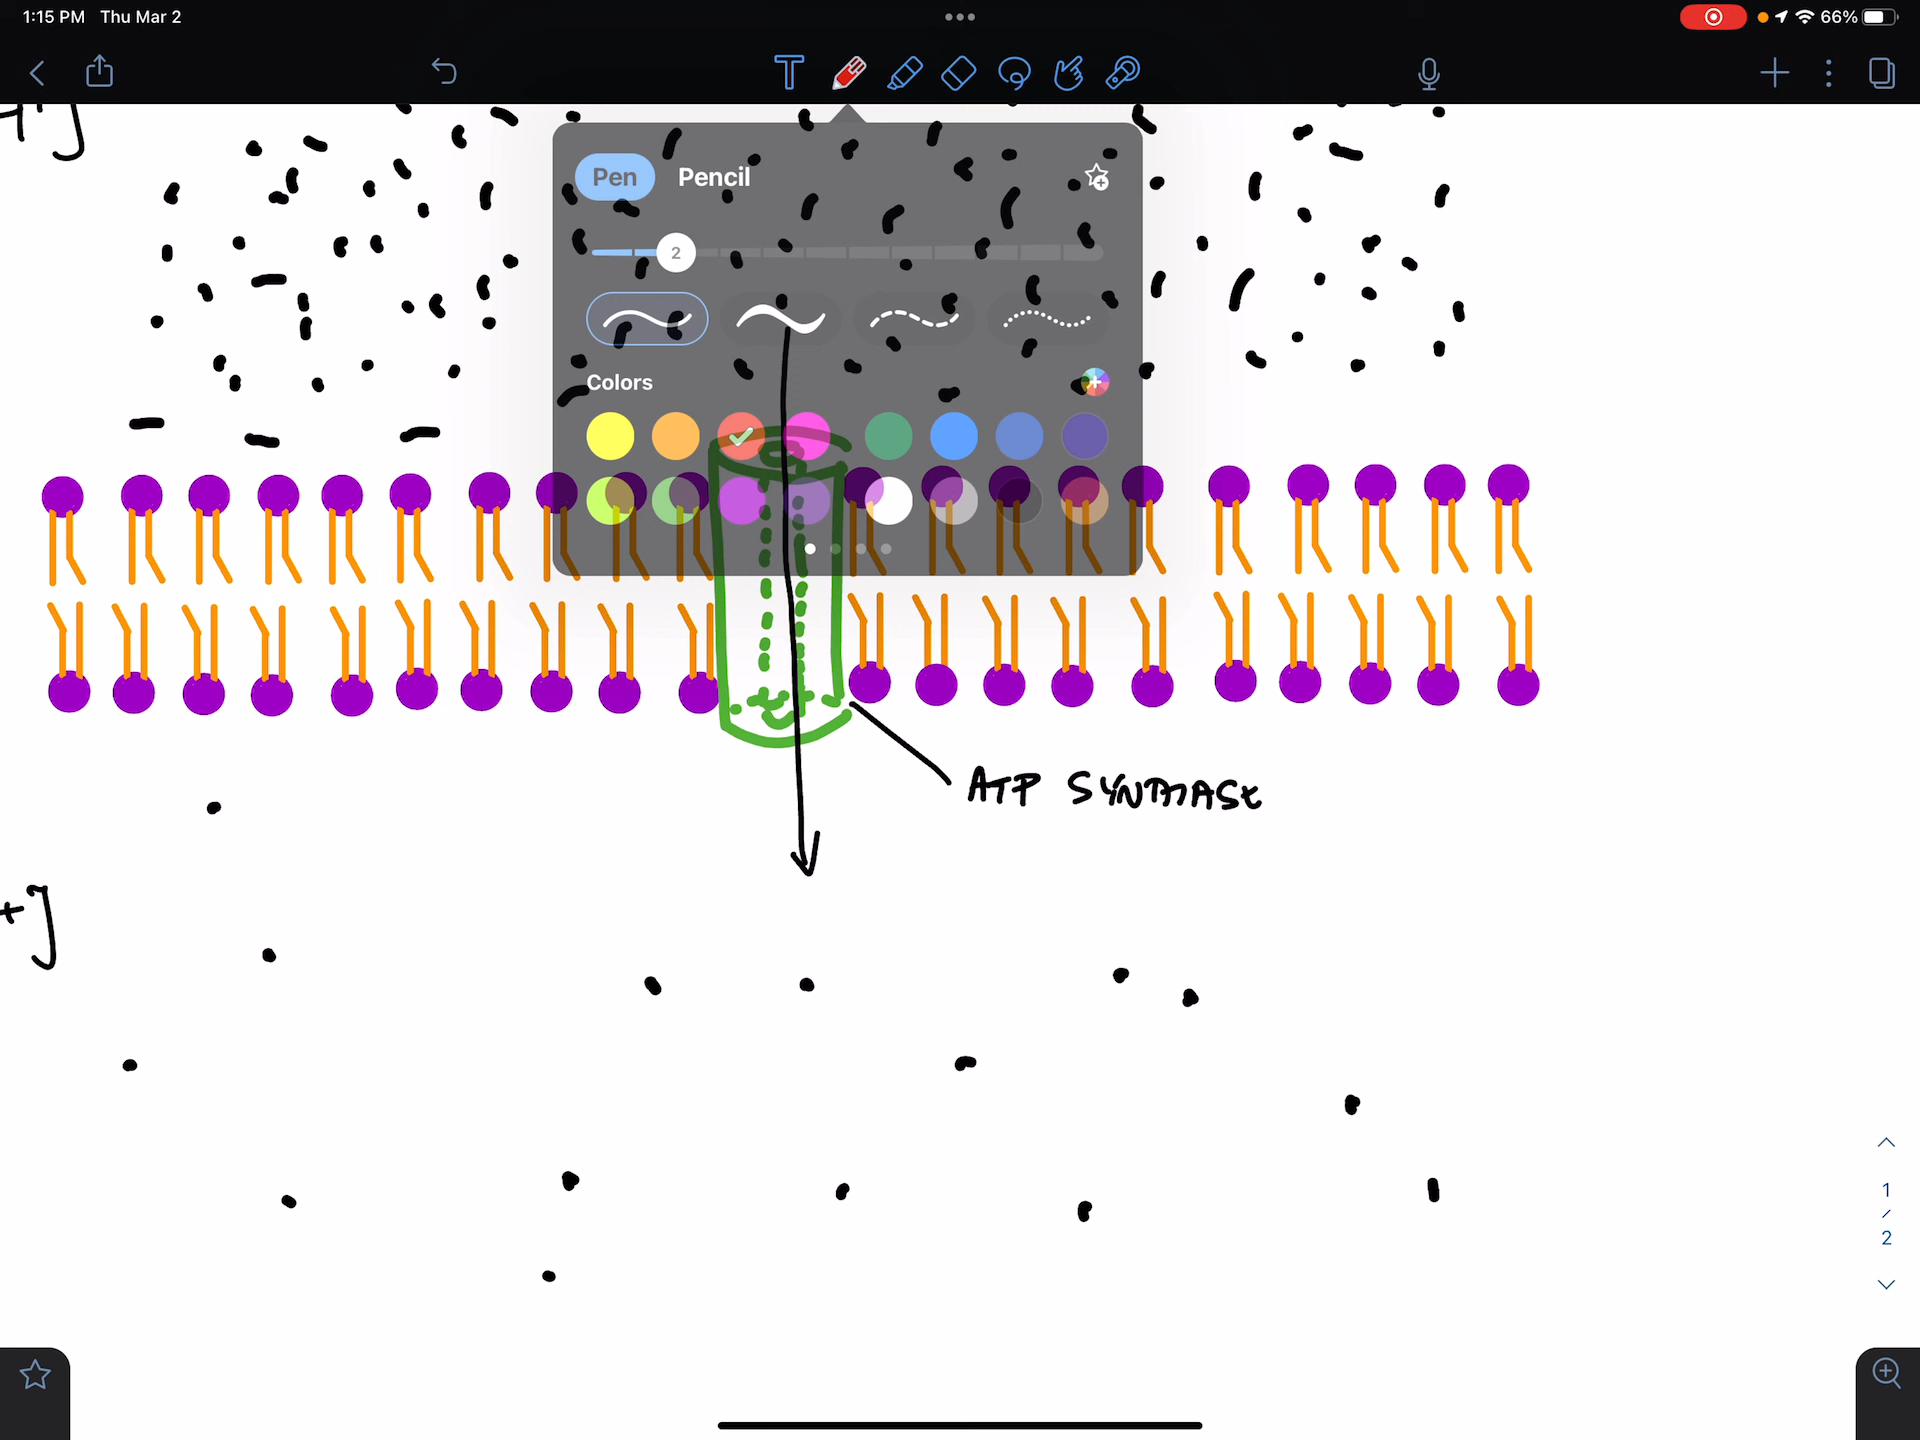 1:15 PM Thu Mar 2
66%
T
Pen Pencil
2
Colors
ATP SYNTHASE
+]
1
/
2